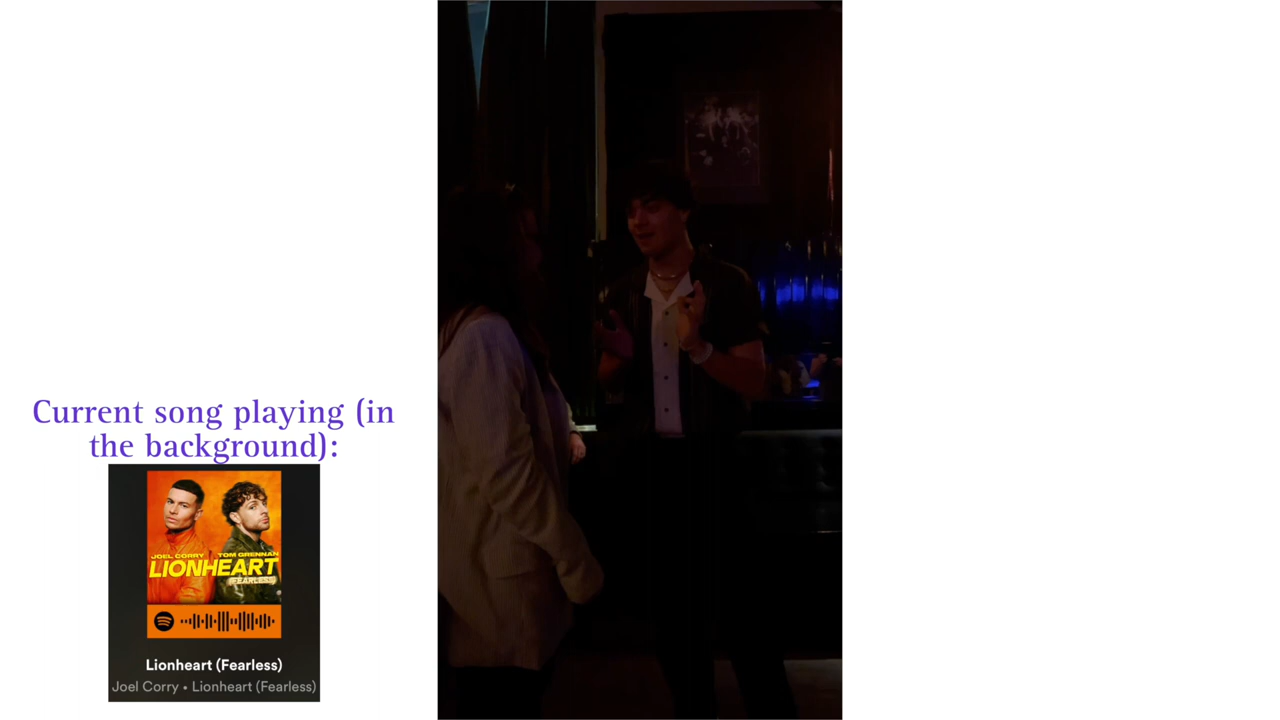 Current song playing (in
the background):
JOEL CORRY TOM GRENNAN
LIONHEART
(FEARLESS)
Lionheart (Fearless)
Joel Corry • Lionheart (Fearless)